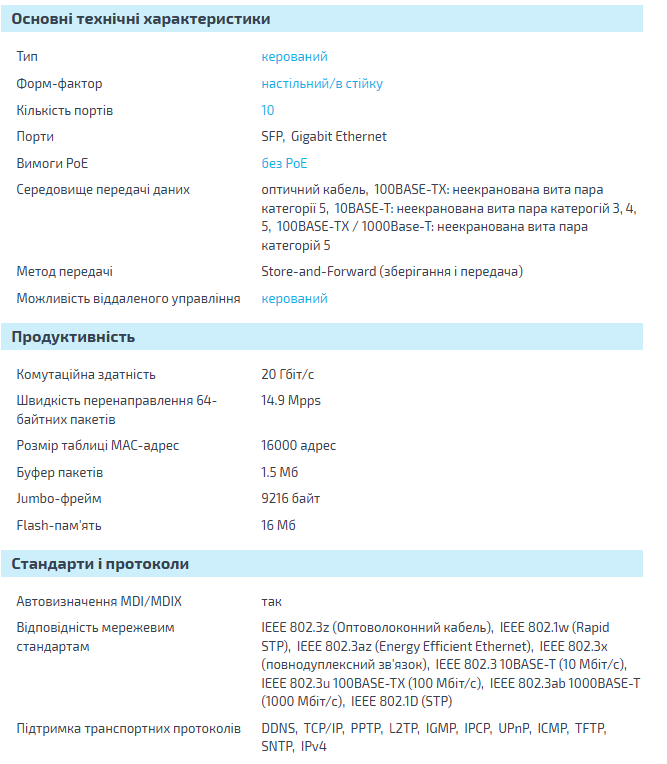 Основні технічні характеристики
Тип керований
Форм-фактор настільний/в стійку
Кількість портів 10
Порти SFP, Gigabit Ethernet
Вимоги PoE без PoE
Середовище передачі даних оптичний кабель, 100BASE-TX: неекранована вита пара
категорії 5, 10BASE-T: неекранована вита пара катерогій 3, 4,
5, 100BASE-TX / 1000Base-T: неекранована вита пара
категорій 5
Метод передачі Store-and-Forward (зберігання і передача)
Можливість віддаленого управління керований
Продуктивність
Комутаційна здатність 20 Гбіт/с
Швидкість перенаправлення 64- 14.9 Mpps
байтних пакетів
Розмір таблиці MAC-адрес 16000 адрес
Буфер пакетів 1.5 Мб
Jumbo-фрейм 9216 байт
Flash-пам'ять 16 Мб
Стандарти і протоколи
Автовизначення MDI/MDIX так
Відповідність мережевим IEEE 802.3z (Оптоволоконний кабель), IEEE 802.1w (Rapid
стандартам STP), IEEE 802.3az (Energy Efficient Ethernet), IEEE 802.3x
(повнодуплексний зв'язок), IEEE 802.3 10BASE-T (10 Мбіт/с),
IEEE 802.3u 100BASE-TX (100 Мбіт/с), IEEE 802.3ab 1000BASE-T
(1000 Мбіт/с), IEEE 802.1D (STP)
Підтримка транспортних протоколів DDNS, TCP/IP, PPTP, L2TP, IGMP, IPCP, UPnP, ICMP, TFTP,
SNTP, IPv4